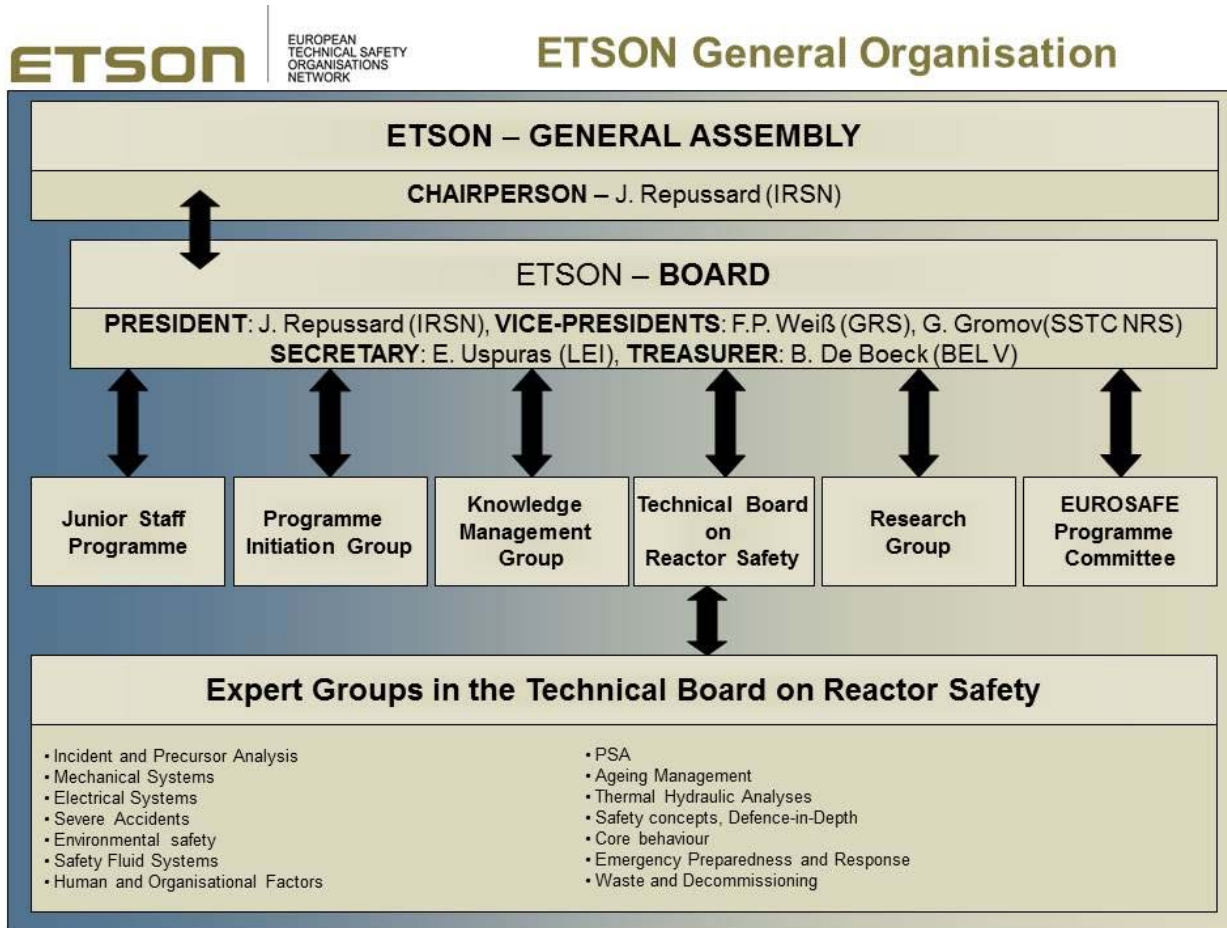 ETSON
EUROPEAN
TECHNICAL SAFETY
ORGANISATIONS
NETWORK
ETSON General Organisation
ETSON – GENERAL ASSEMBLY
CHAIRPERSON – J. Repussard (IRSN)
ETSON – BOARD
PRESIDENT: J. Repussard (IRSN), VICE-PRESIDENTS: F.P. Weiß (GRS), G. Gromov(SSTC NRS)
SECRETARY: E. Uspuras (LEI), TREASURER: B. De Boeck (BEL V)
Junior Staff
Programme
Programme
Initiation Group
Knowledge
Management
Group
Technical Board
on
Reactor Safety
Research
Group
EUROSAFE
Programme
Committee
Expert Groups in the Technical Board on Reactor Safety
• Incident and Precursor Analysis
• Mechanical Systems
• Electrical Systems
• Severe Accidents
• Environmental safety
• Safety Fluid Systems
• Human and Organisational Factors
• PSA
• Ageing Management
• Thermal Hydraulic Analyses
• Safety concepts, Defence-in-Depth
• Core behaviour
• Emergency Preparedness and Response
• Waste and Decommissioning